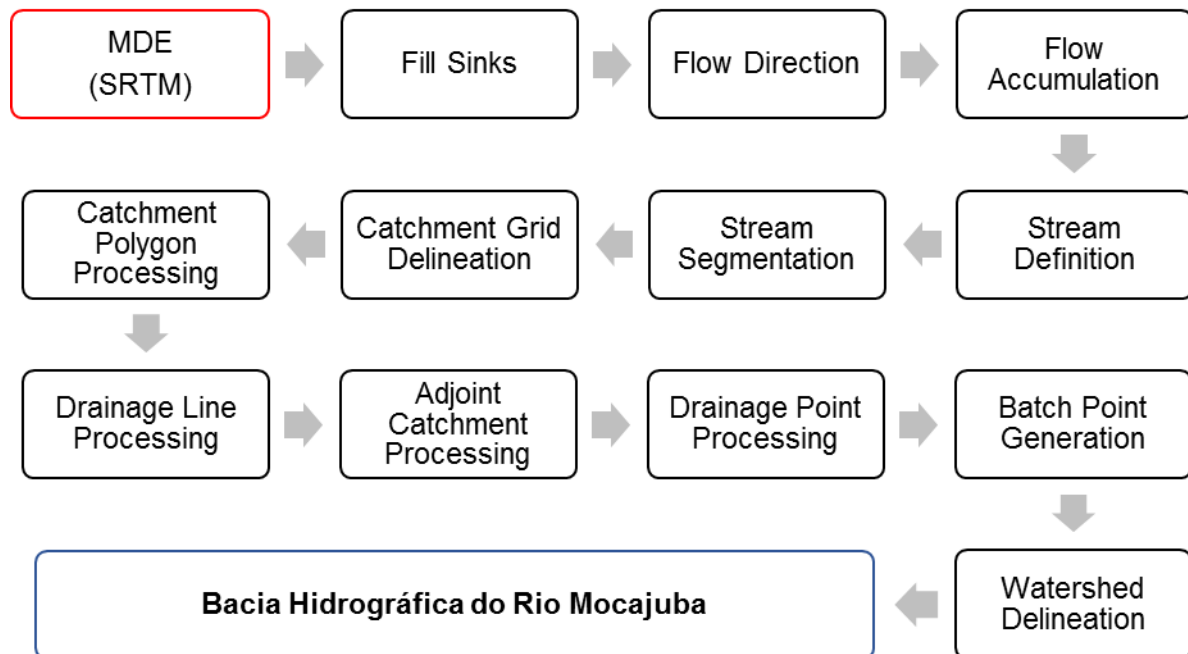 MDE
(SRTM)
Fill Sinks
Flow Direction
Flow
Accumulation
Stream
Definition
Stream
Segmentation
Catchment Grid
Delineation
Catchment
Polygon
Processing
Drainage Line
Processing
Adjoint
Catchment
Processing
Drainage Point
Processing
Batch Point
Generation
Watershed
Delineation
Bacia Hidrográfica do Rio Mocajuba